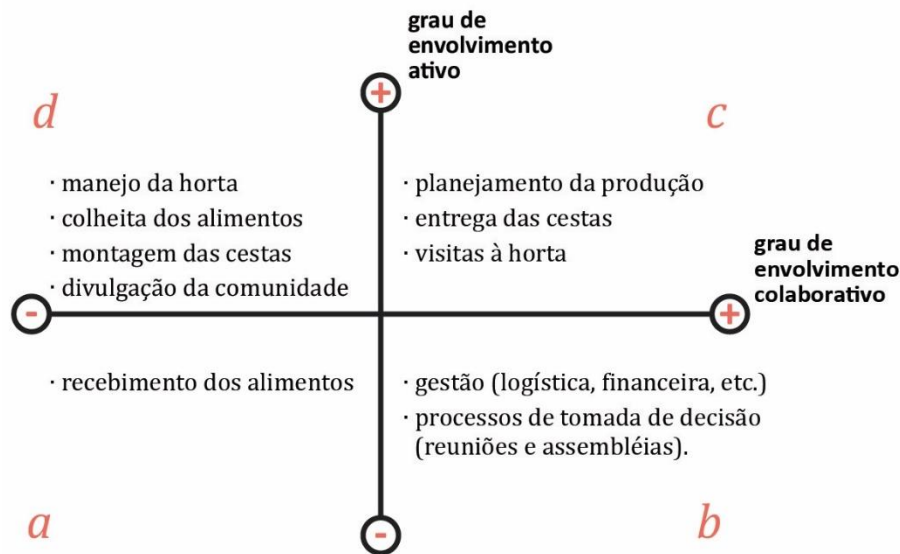 grau de
envolvimento
ativo
+
d
c
· manejo da horta
· colheita dos alimentos
· montagem das cestas
· divulgação da comunidade
· planejamento da produção
· entrega das cestas
· visitas à horta
grau de
envolvimento
colaborativo
-
+
· recebimento dos alimentos
· gestão (logística, financeira, etc.)
· processos de tomada de decisão
(reuniões e assembléias).
a
-
b